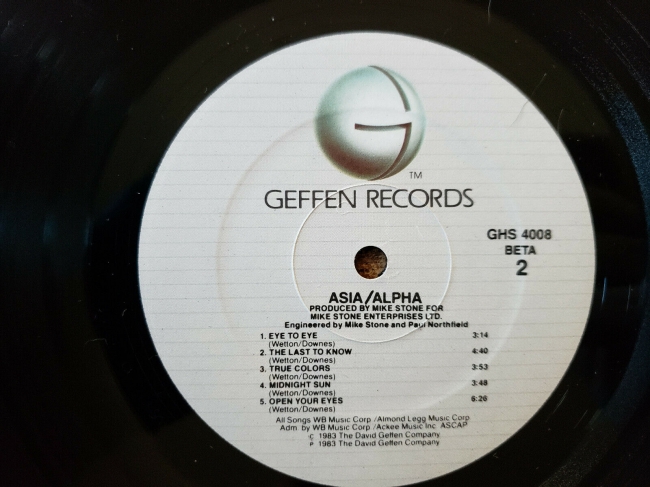 TM
GEFFEN RECORDS
GHS 4008
BETA
2
ASIA/ALPHA
PRODUCED BY MIKE STONE FOR
MIKE STONE ENTERPRISES LTD.
Engineered by Mike Stone and Paul Northfield
1. EYE TO EYE 3:14
(Wetton/Downes)
2. THE LAST TO KNOW 4:40
(Wetton/Downes)
3. TRUE COLORS 3:53
(Wetton/Downes)
4. MIDNIGHT SUN 3:48
(Wetton/Downes)
5. OPEN YOUR EYES 6:26
(Wetton/Downes)
All Songs WB Music Corp /Almond Legg Music Corp
Adm. by WB Music Corp /Ackee Music Inc. ASCAP
© 1983 The David Geffen Company
℗ 1983 The David Geffen Company